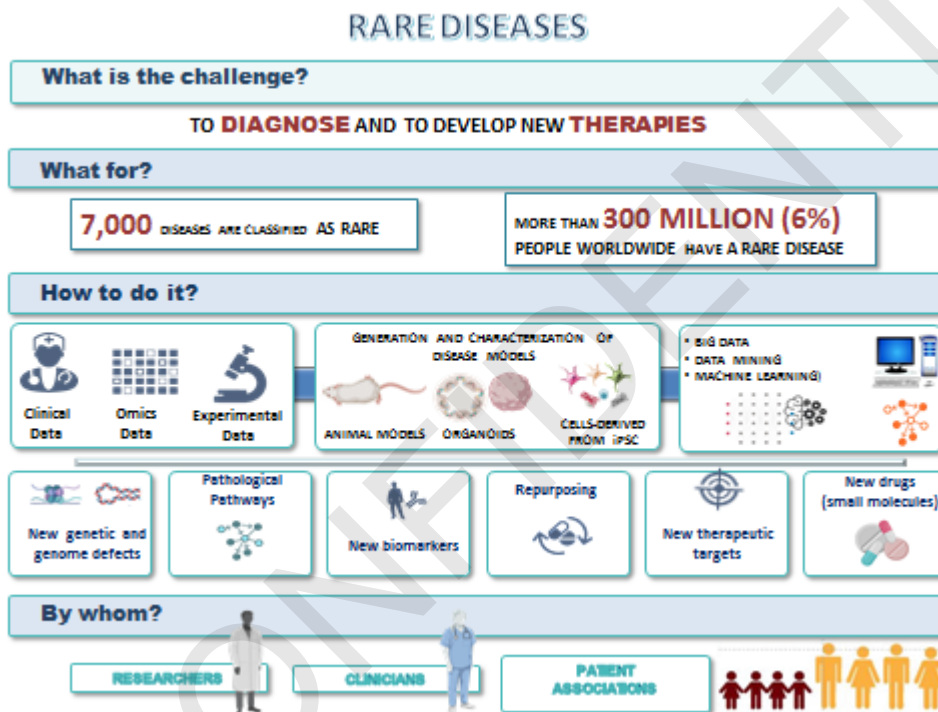 RARE DISEASES
What is the challenge?
TO DIAGNOSE AND TO DEVELOP NEW THERAPIES
What for?
7,000 DISEASES ARE CLASSIFIED AS RARE
MORE THAN 300 MILLION (6%)
PEOPLE WORLDWIDE HAVE A RARE DISEASE
How to do it?
Clinical
Data
Omics
Data
Experimental
Data
GENERATION AND CHARACTERIZATION OF
DISEASE MODELS
ANIMAL MODELS
ORGANOIDS
CELLS-DERIVED
FROM iPSC
• BIG DATA
• DATA MINING
• MACHINE LEARNING)
New genetic and
genome defects
Pathological
Pathways
New biomarkers
Repurposing
New therapeutic
targets
New drugs
(small molecules)
By whom?
RESEARCHERS
CLINICIANS
PATIENT
ASSOCIATIONS
ONFIDENTI